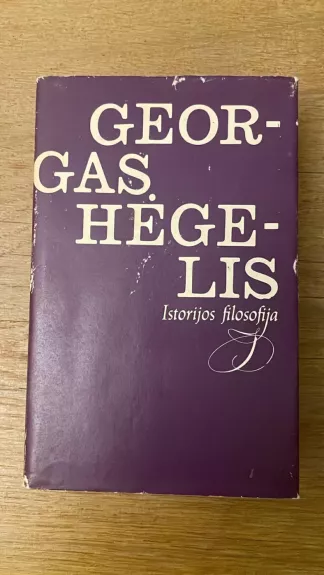 GEOR-
GAS
HĖGE-
LIS
Istorijos filosofija